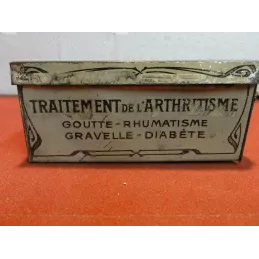 TRAITEMENT DE L'ARTHRITISME
GOUTTE-RHUMATISME
GRAVELLE-DIABÈTE